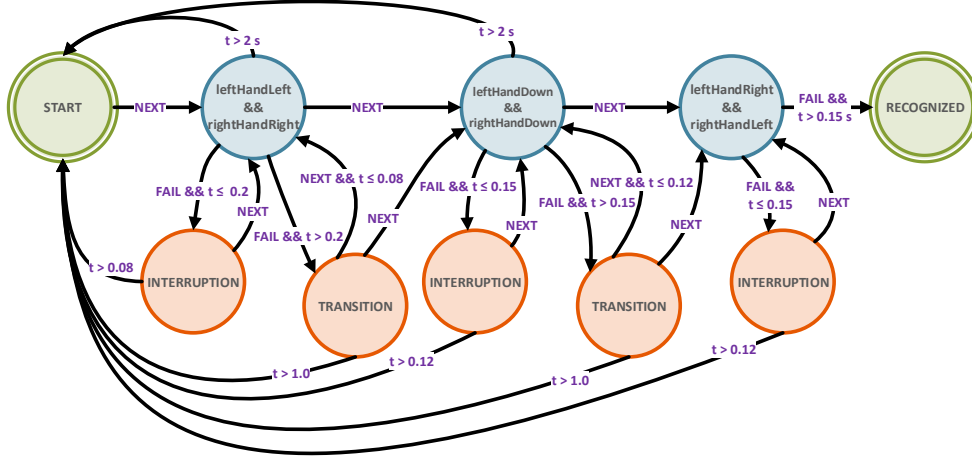 t > 2 s
t > 2 s
START
NEXT
leftHandLeft
&&
rightHandRight
NEXT
leftHandDown
&&
rightHandDown
NEXT
leftHandRight
&&
rightHandLeft
FAIL &&
t > 0.15 s
RECOGNIZED
FAIL && t ≤ 0.2
NEXT
FAIL && t > 0.2
NEXT && t ≤ 0.08
NEXT
FAIL && t ≤ 0.15
NEXT
FAIL && t > 0.15
NEXT && t ≤ 0.12
NEXT
FAIL &&
t ≤ 0.15
NEXT
t > 0.08
INTERRUPTION
TRANSITION
INTERRUPTION
TRANSITION
INTERRUPTION
t > 1.0
t > 0.12
t > 1.0
t > 0.12